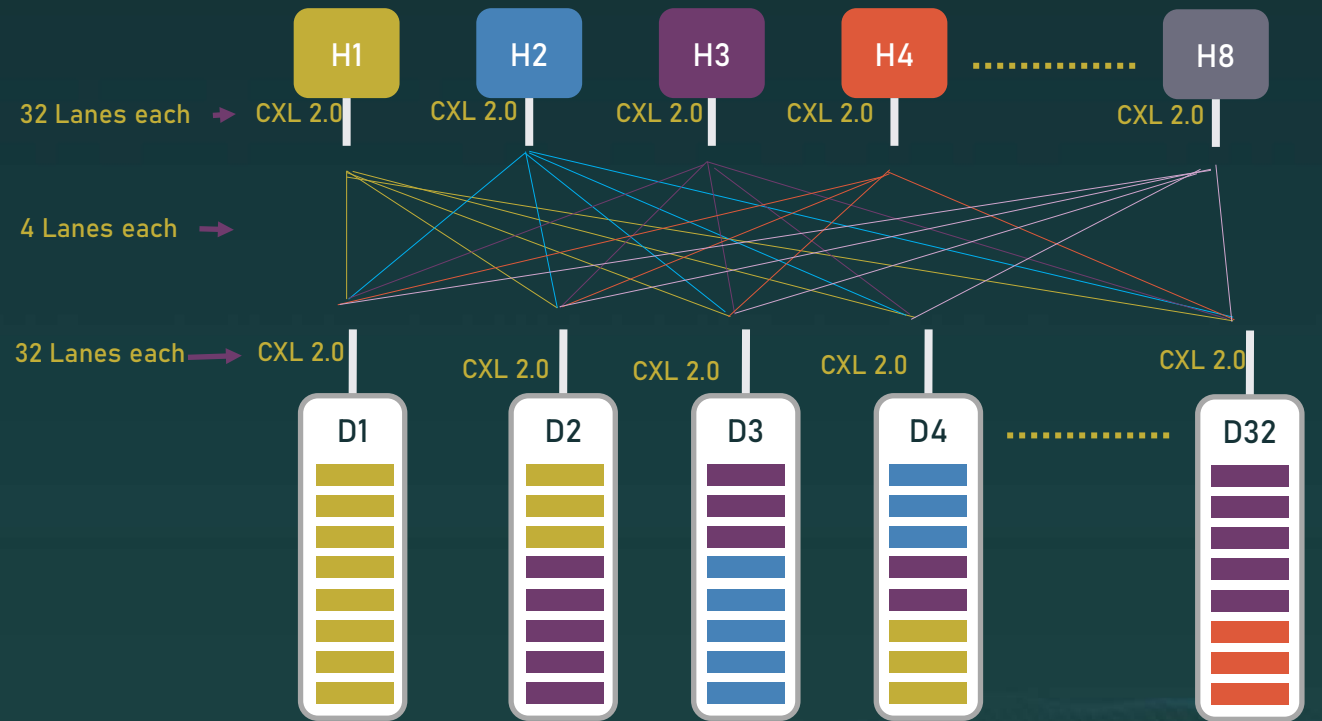 H1
H2
H3
H4
H8
32 Lanes each
CXL 2.0
CXL 2.0
CXL 2.0
CXL 2.0
CXL 2.0
4 Lanes each
32 Lanes each
CXL 2.0
CXL 2.0
CXL 2.0
CXL 2.0
CXL 2.0
D1
D2
D3
D4
D32